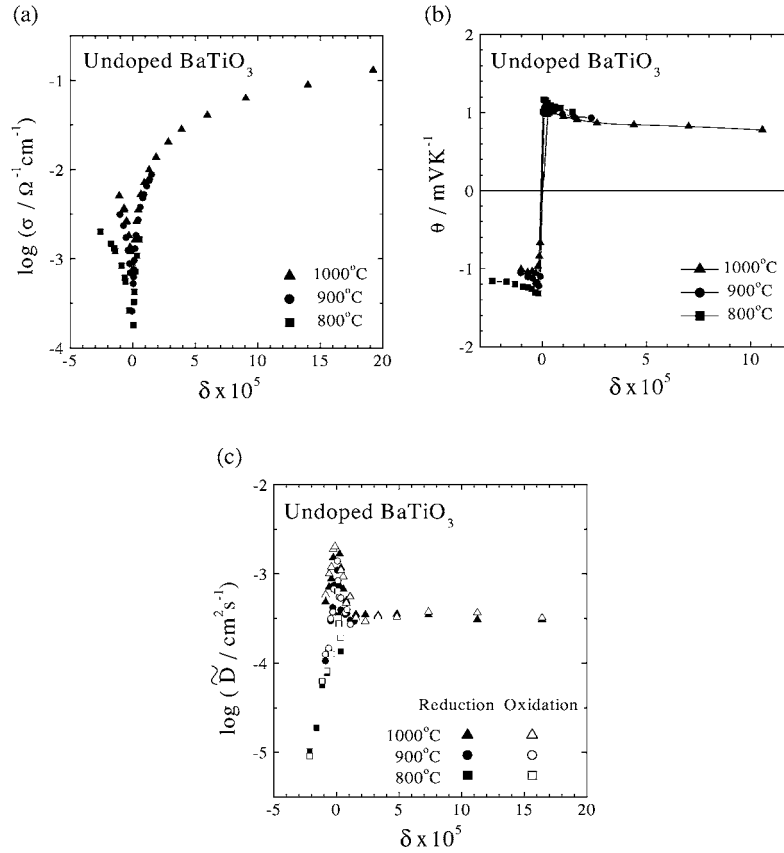 (a)
Undoped BaTiO₃
log (σ / Ω⁻¹cm⁻¹)
-1
-2
-3
-4
1000°C
900°C
800°C
-5 0 5 10 15 20
δ x 10⁵
(b)
Undoped BaTiO₃
θ / mVK⁻¹
2
1
0
-1
-2
1000°C
900°C
800°C
0 5 10
δ x 10⁵
(c)
Undoped BaTiO₃
log (D̃ / cm²s⁻¹)
-2
-3
-4
-5
Reduction Oxidation
1000°C
900°C
800°C
-5 0 5 10 15 20
δ x 10⁵